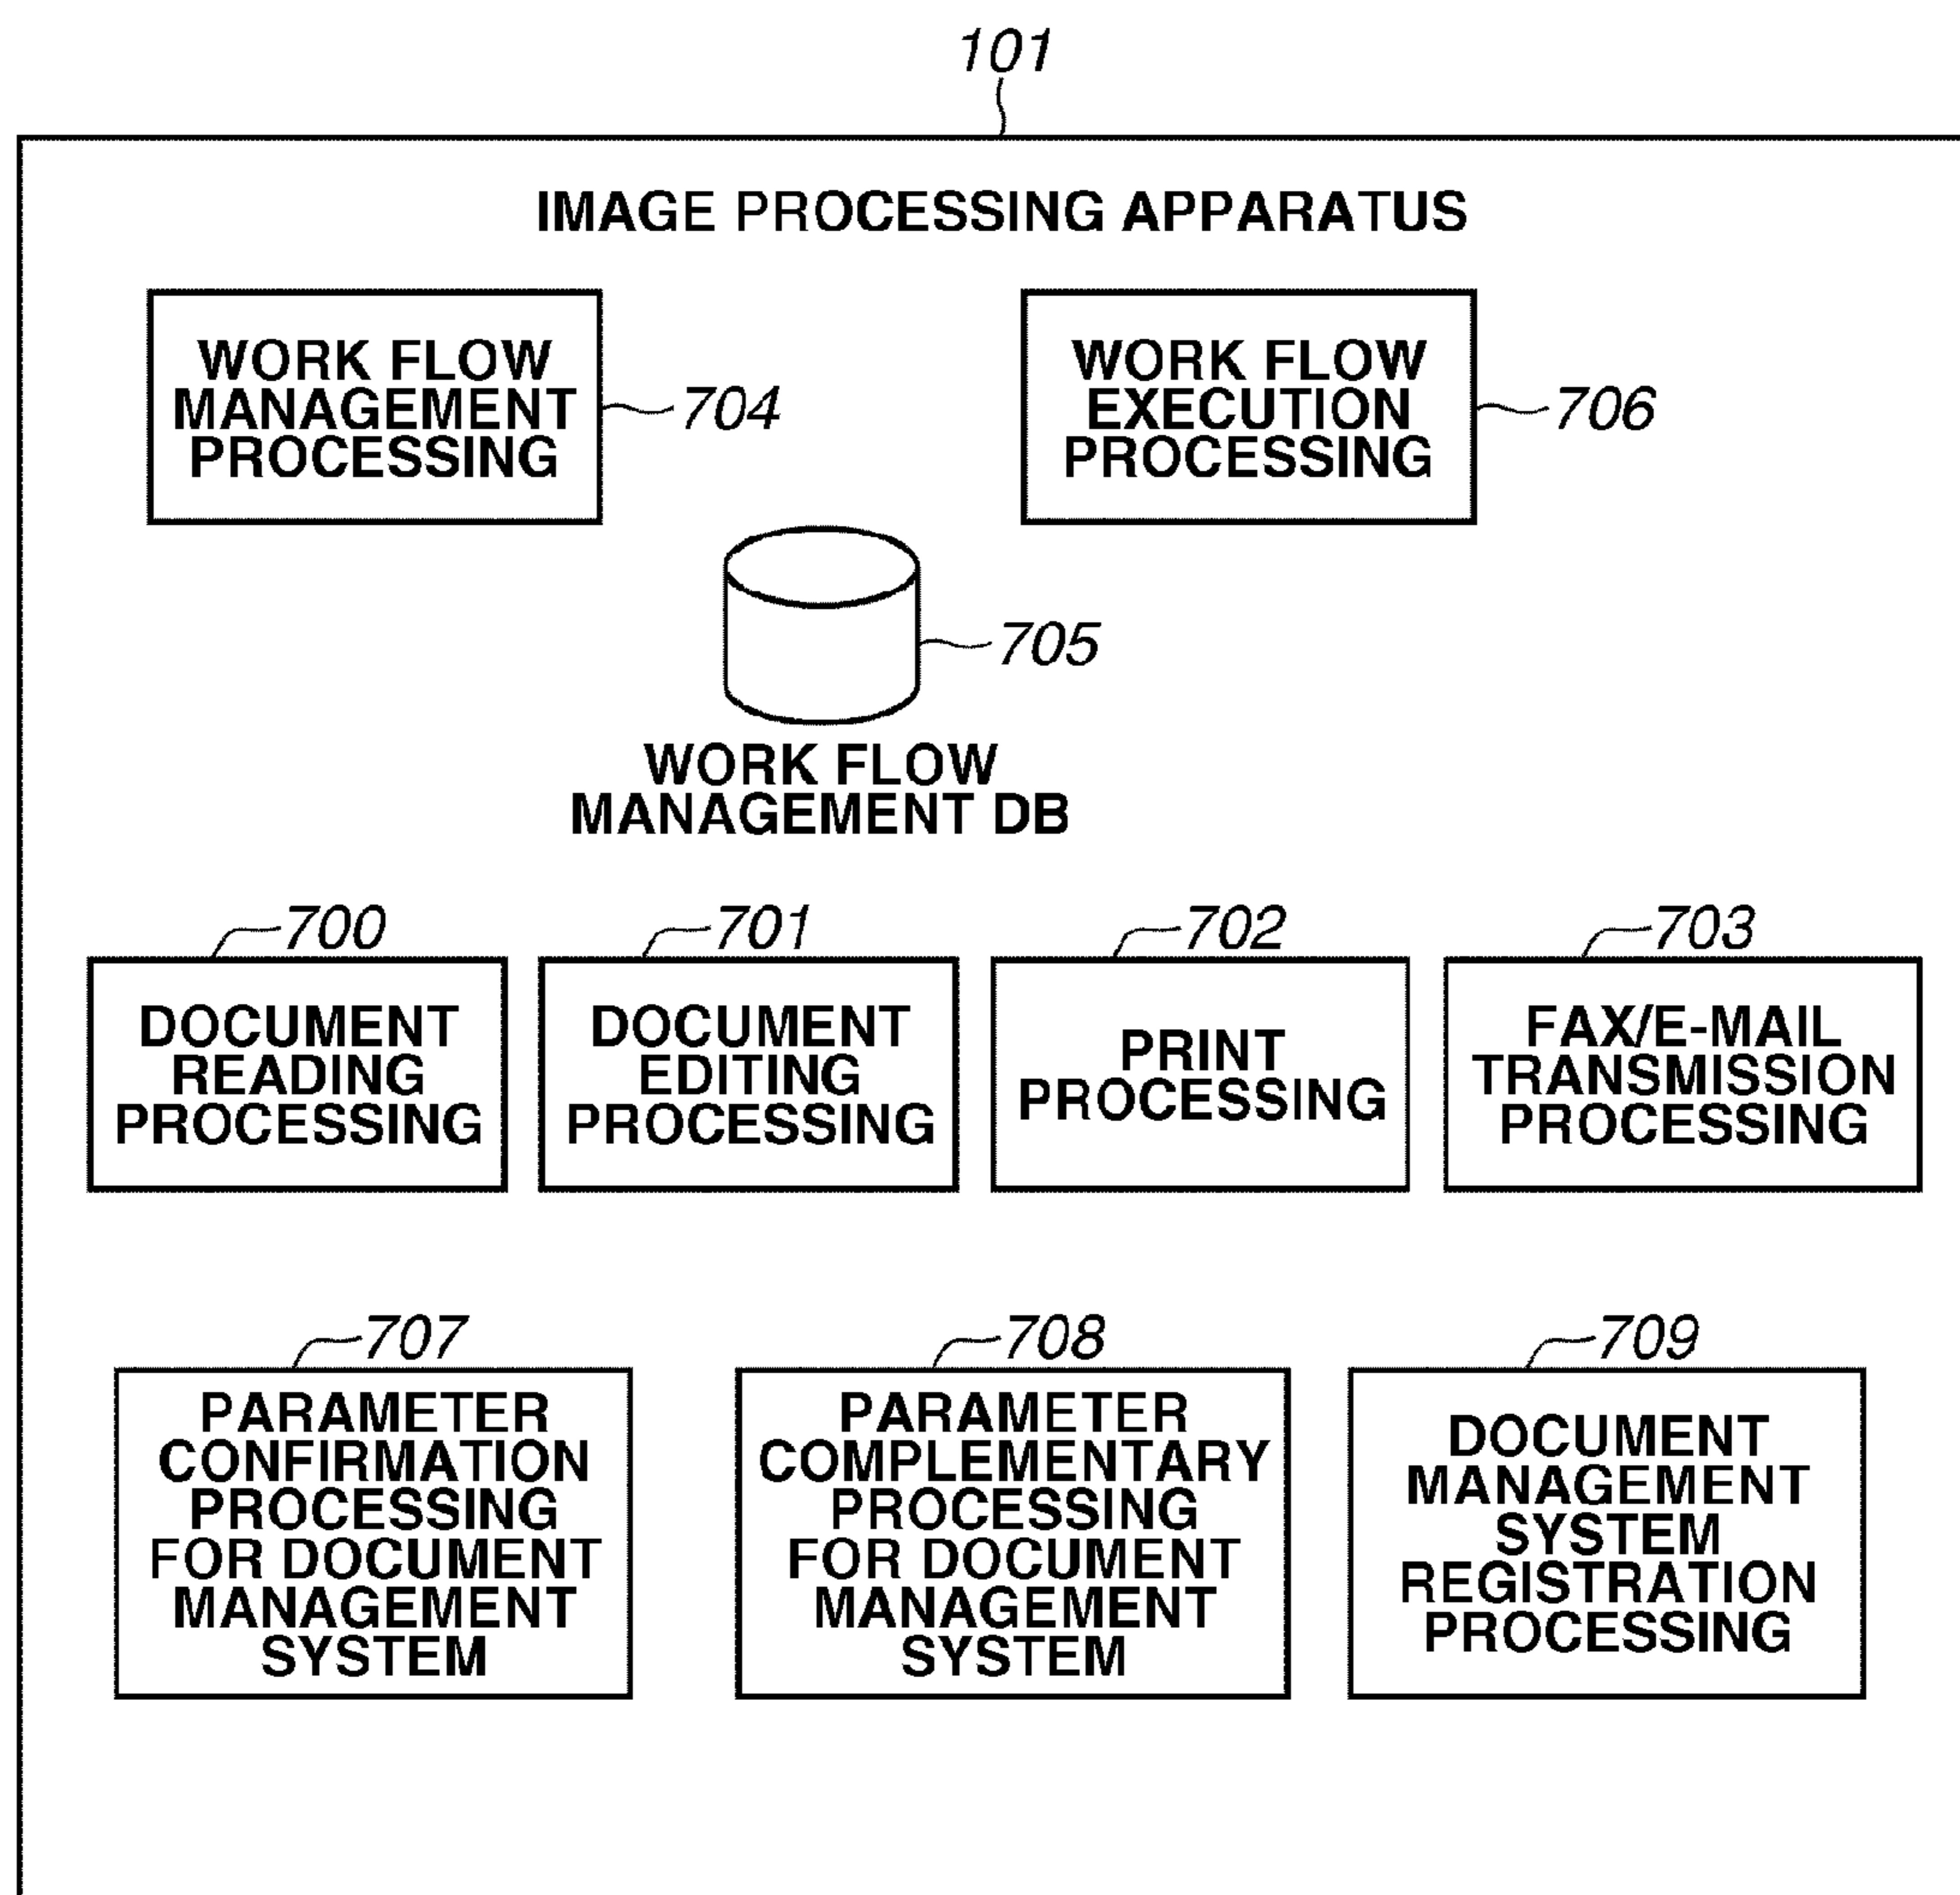 101
IMAGE PROCESSING APPARATUS
WORK FLOW
MANAGEMENT
PROCESSING
704
WORK FLOW
EXECUTION
PROCESSING
706
705
WORK FLOW
MANAGEMENT DB
700
DOCUMENT
READING
PROCESSING
701
DOCUMENT
EDITING
PROCESSING
702
PRINT
PROCESSING
703
FAX/E-MAIL
TRANSMISSION
PROCESSING
707
PARAMETER
CONFIRMATION
PROCESSING
FOR DOCUMENT
MANAGEMENT
SYSTEM
708
PARAMETER
COMPLEMENTARY
PROCESSING
FOR DOCUMENT
MANAGEMENT
SYSTEM
709
DOCUMENT
MANAGEMENT
SYSTEM
REGISTRATION
PROCESSING